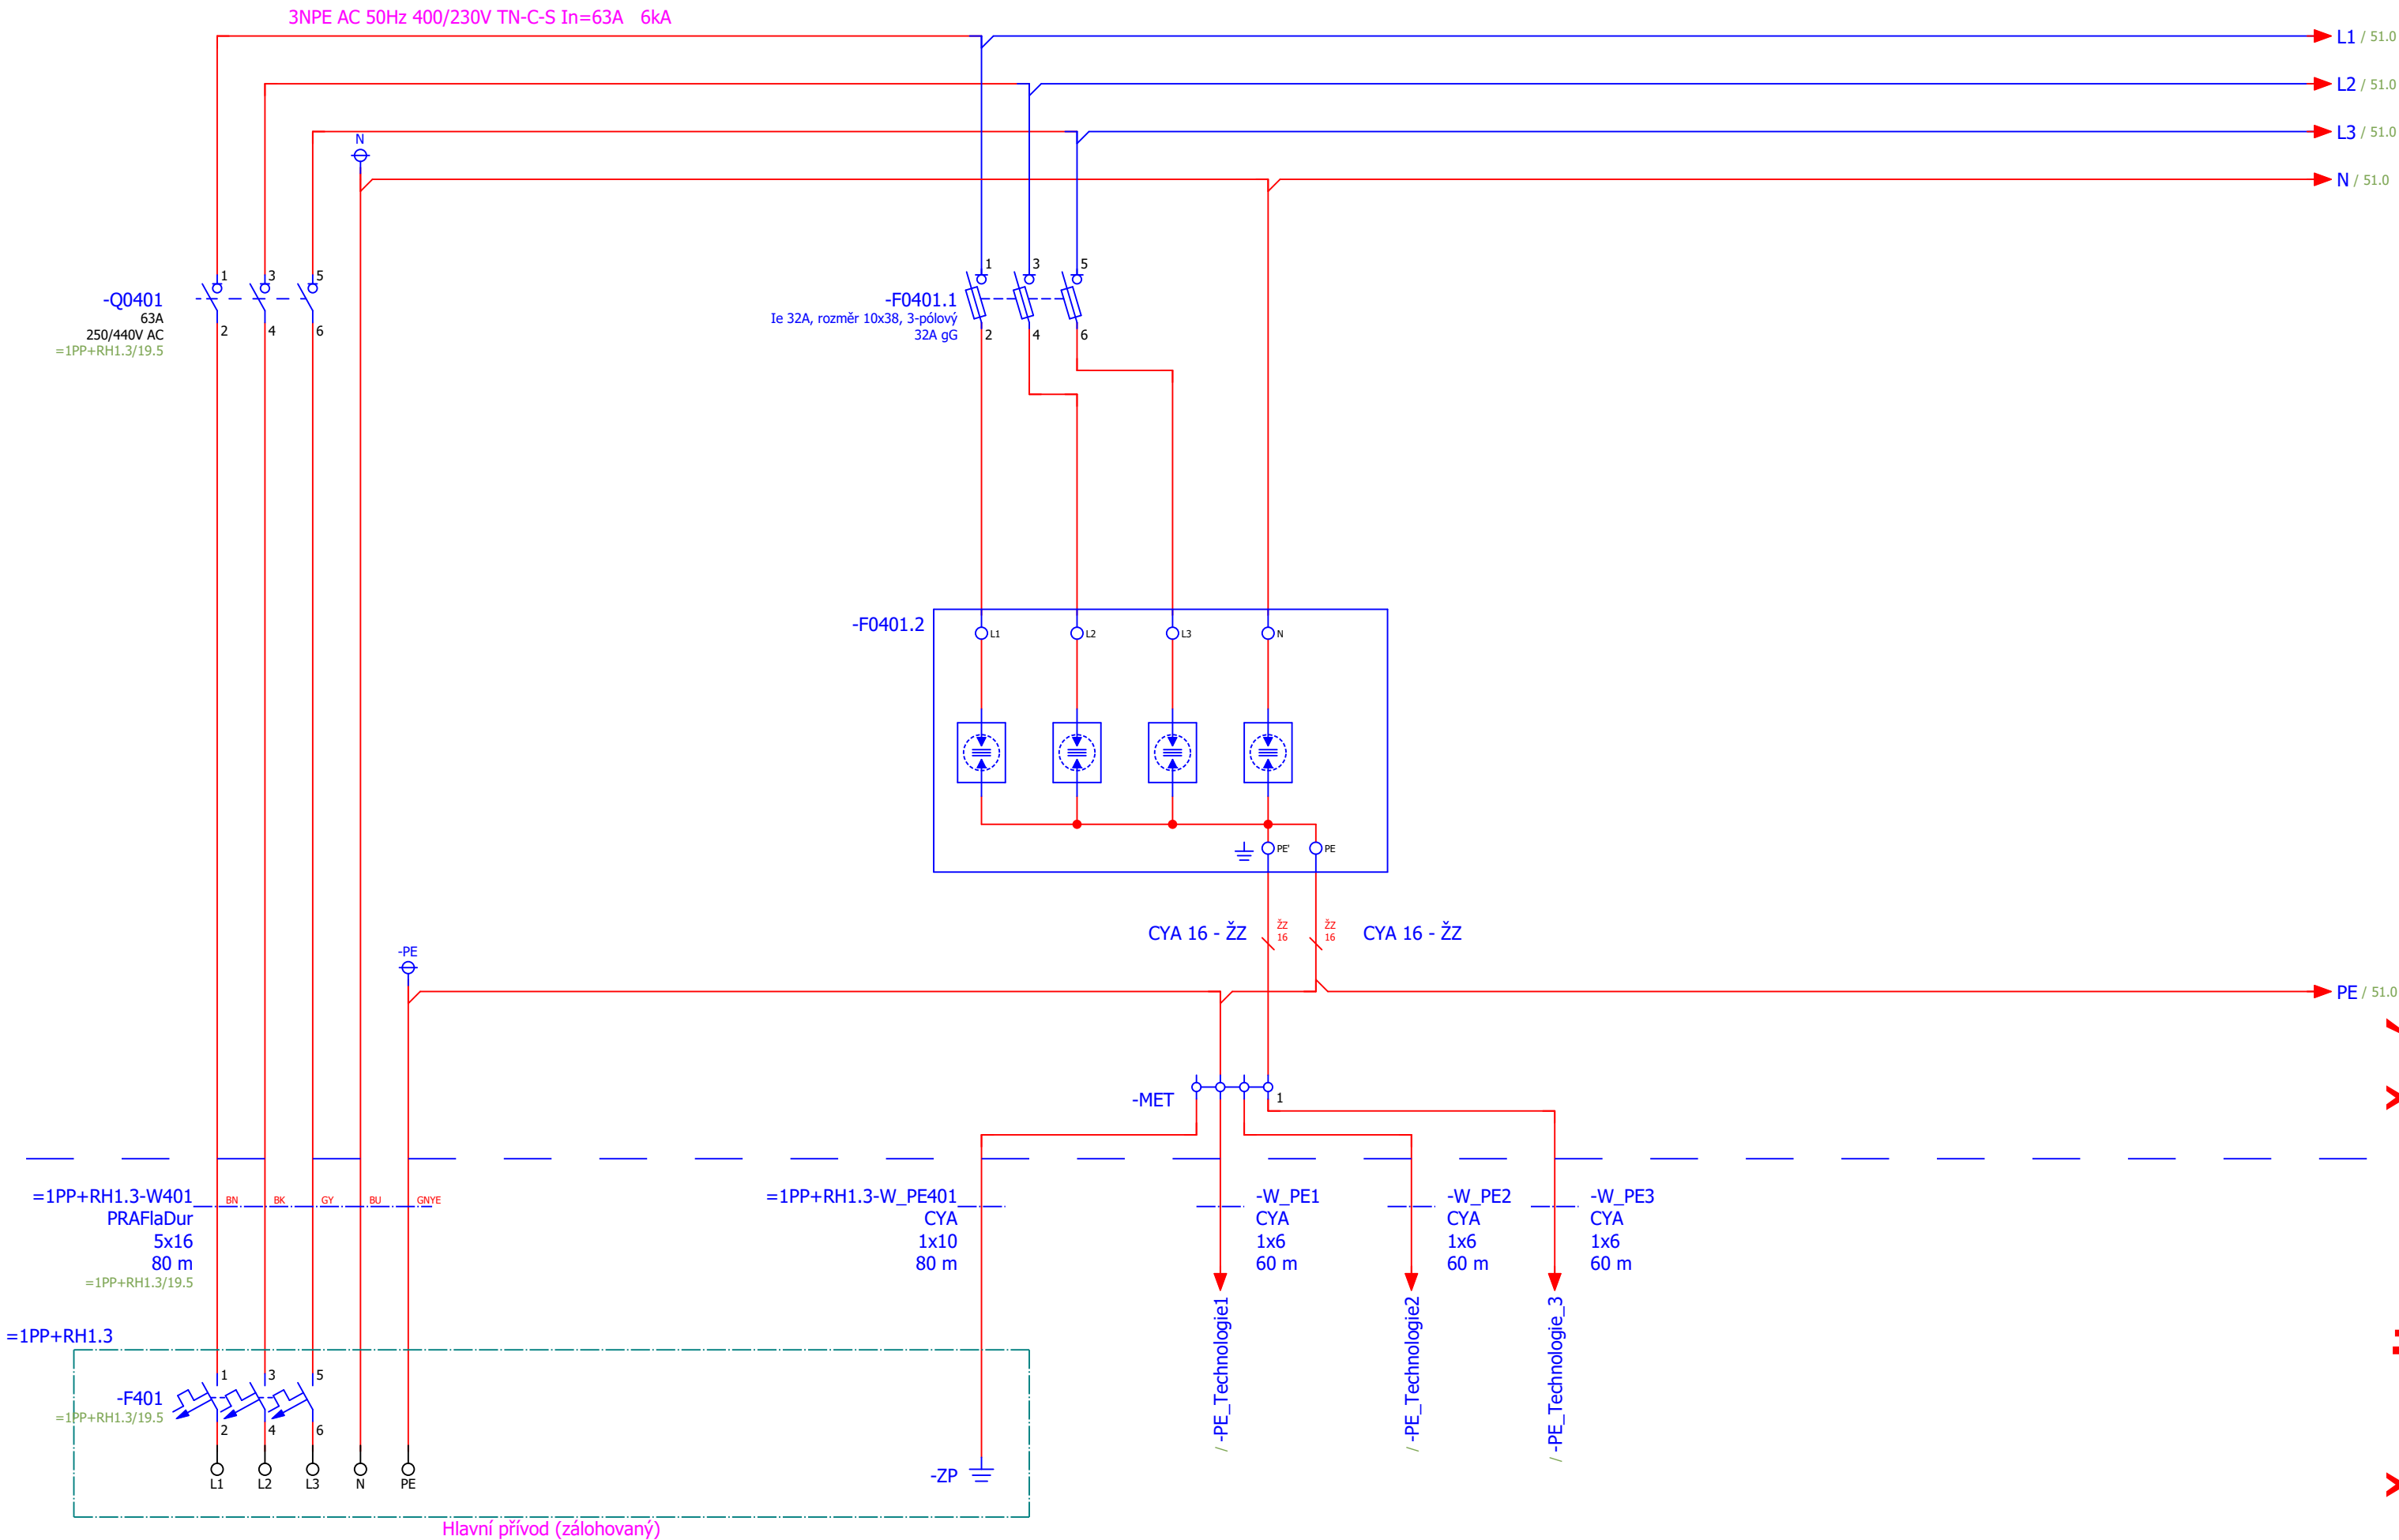 3NPE AC 50Hz 400/230V TN-C-S In=63A 6kA
L1 / 51.0
L2 / 51.0
L3 / 51.0
N
N / 51.0
1 3 5
-Q0401
63A
250/440V AC
=1PP+RH1.3/19.5
2 4 6
1 3 5
-F0401.1
Ie 32A, rozměr 10x38, 3-pólový
32A gG
2 4 6
-F0401.2
L1 L2 L3 N
PE' PE
CYA 16 - ŽZ
ŽZ
16
ŽZ
16
CYA 16 - ŽZ
-PE
PE / 51.0
-MET
1
=1PP+RH1.3-W401
PRAFlaDur
5x16
80 m
=1PP+RH1.3/19.5
BN BK GY BU GNYE
=1PP+RH1.3-W_PE401
CYA
1x10
80 m
-W_PE1
CYA
1x6
60 m
-W_PE2
CYA
1x6
60 m
-W_PE3
CYA
1x6
60 m
/ -PE_Technologie1
/ -PE_Technologie2
/ -PE_Technologie_3
=1PP+RH1.3
1 3 5
-F401
=1PP+RH1.3/19.5
2 4 6
L1 L2 L3 N PE
-ZP
Hlavní přívod (zálohovaný)